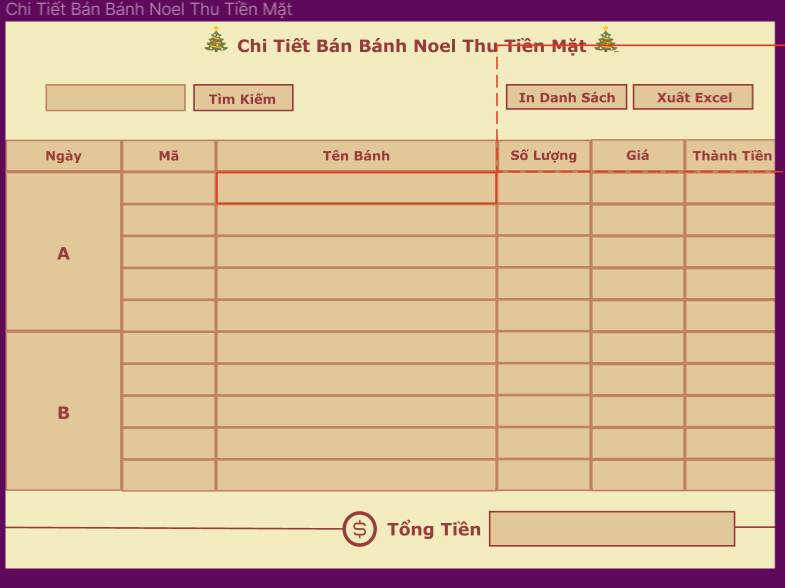 Chi Tiết Bán Bánh Noel Thu Tiền Mặt
Chi Tiết Bán Bánh Noel Thu Tiền Mặt
Tìm Kiếm
In Danh Sách
Xuất Excel
Ngày
Mã
Tên Bánh
Số Lượng
Giá
Thành Tiền
A
B
$
Tổng Tiền